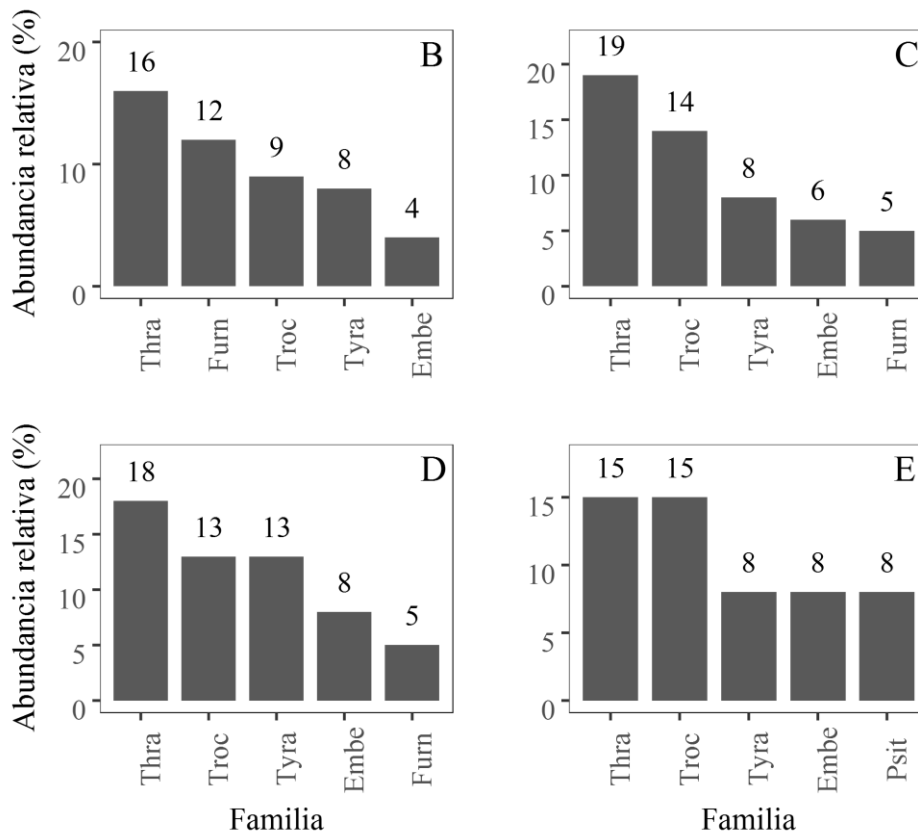 Abundancia relativa (%)
20
10
0
B
16
12
9
8
4
Thra
Furn
Troc
Tyra
Embe
20
15
10
5
0
C
19
14
8
6
5
Thra
Troc
Tyra
Embe
Furn
Abundancia relativa (%)
20
15
10
5
0
D
18
13
13
8
5
Thra
Troc
Tyra
Embe
Furn
Familia
15
10
5
0
E
15
15
8
8
8
Thra
Troc
Tyra
Embe
Psit
Familia